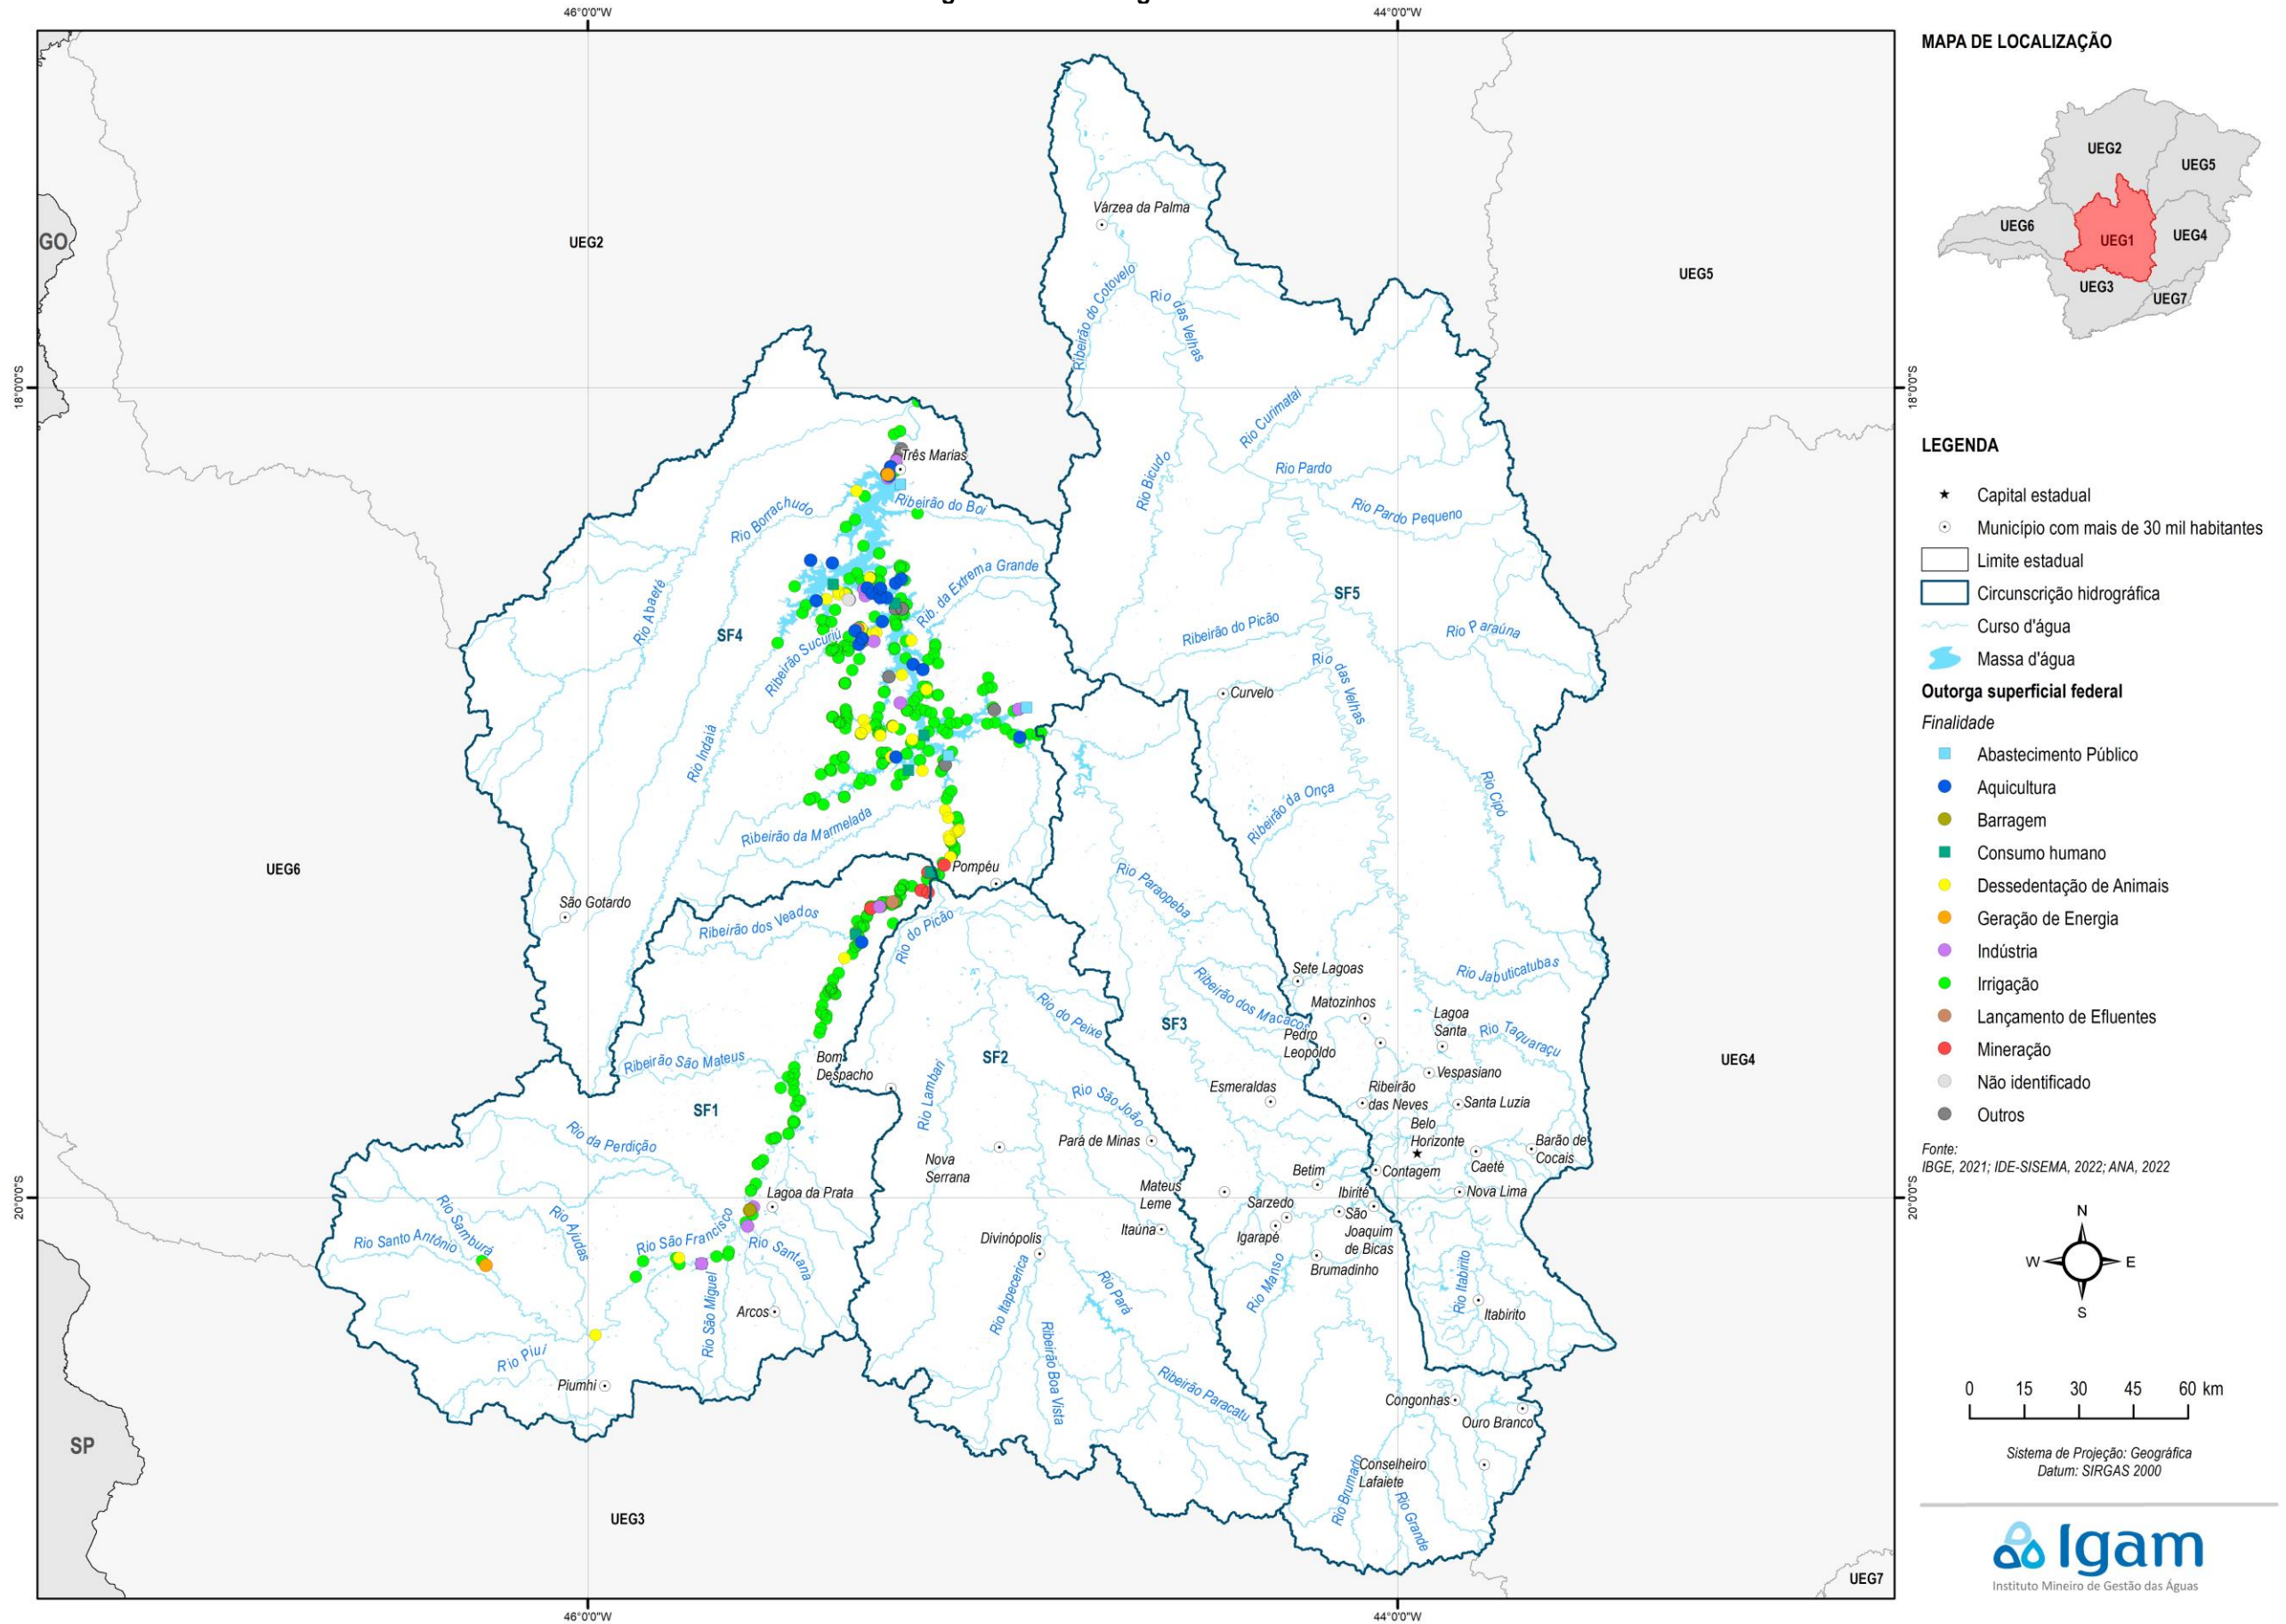 46°0'0"W
44°0'0"W
MAPA DE LOCALIZAÇÃO
UEG2
UEG5
UEG6
UEG1
UEG4
UEG3
UEG7
GO
UEG2
UEG5
Várzea da Palma
Ribeirão do Cotovelo
Rio das Velhas
18°0'0"S
18°0'0"S
Rio Curimataí
Rio Bicudo
Rio Pardo
Rio Pardo Pequeno
Três Marias
Ribeirão do Boi
Rio Borrachudo
Rib. da Extrema Grande
Rio Abaeté
SF4
SF5
Ribeirão Sucuriú
Ribeirão do Picão
Rio Paraúna
Rio das Velhas
Curvelo
Rio Indaiá
Rio Cipó
Ribeirão da Onça
Ribeirão da Marmelada
UEG6
Pompéu
Rio Paraopeba
São Gotardo
Ribeirão dos Veados
Rio do Picão
Sete Lagoas
Rio Jabuticatubas
Ribeirão dos Macacos
Matozinhos
Rio do Peixe
Lagoa
Santa
Rio Taquaraçu
SF3
Pedro
Leopoldo
Ribeirão São Mateus
Bom
Despacho
SF2
UEG4
Vespasiano
Rio Lambari
Esmeraldas
Ribeirão
das Neves
Santa Luzia
SF1
Rio São João
Belo
Horizonte
Rio da Perdição
Pará de Minas
Barão de
Cocais
Nova
Serrana
Betim
Contagem
Caeté
20°0'0"S
20°0'0"S
Lagoa da Prata
Mateus
Leme
Ibirité
Nova Lima
Sarzedo
São
Joaquim
de Bicas
Rio Samburá
Rio Ajudas
Rio São Francisco
Rio Santana
Itaúna
Igarapé
Rio Santo Antônio
Divinópolis
Brumadinho
Rio São Miguel
Rio Itapecerica
Rio Pará
Rio Manso
Rio Itabirito
Itabirito
Arcos
Rio Piuí
Ribeirão Boa Vista
Piumhi
Ribeirão Paracatu
Congonhas
Ouro Branco
SP
Conselheiro
Lafaiete
Rio Brumado
Rio Grande
UEG3
UEG7
46°0'0"W
44°0'0"W
LEGENDA
Capital estadual
Município com mais de 30 mil habitantes
Limite estadual
Circunscrição hidrográfica
Curso d'água
Massa d'água
Outorga superficial federal
Finalidade
Abastecimento Público
Aquicultura
Barragem
Consumo humano
Dessedentação de Animais
Geração de Energia
Indústria
Irrigação
Lançamento de Efluentes
Mineração
Não identificado
Outros
Fonte:
IBGE, 2021; IDE-SISEMA, 2022; ANA, 2022
N
W E
S
0 15 30 45 60 km
Sistema de Projeção: Geográfica
Datum: SIRGAS 2000
Igam
Instituto Mineiro de Gestão das Águas